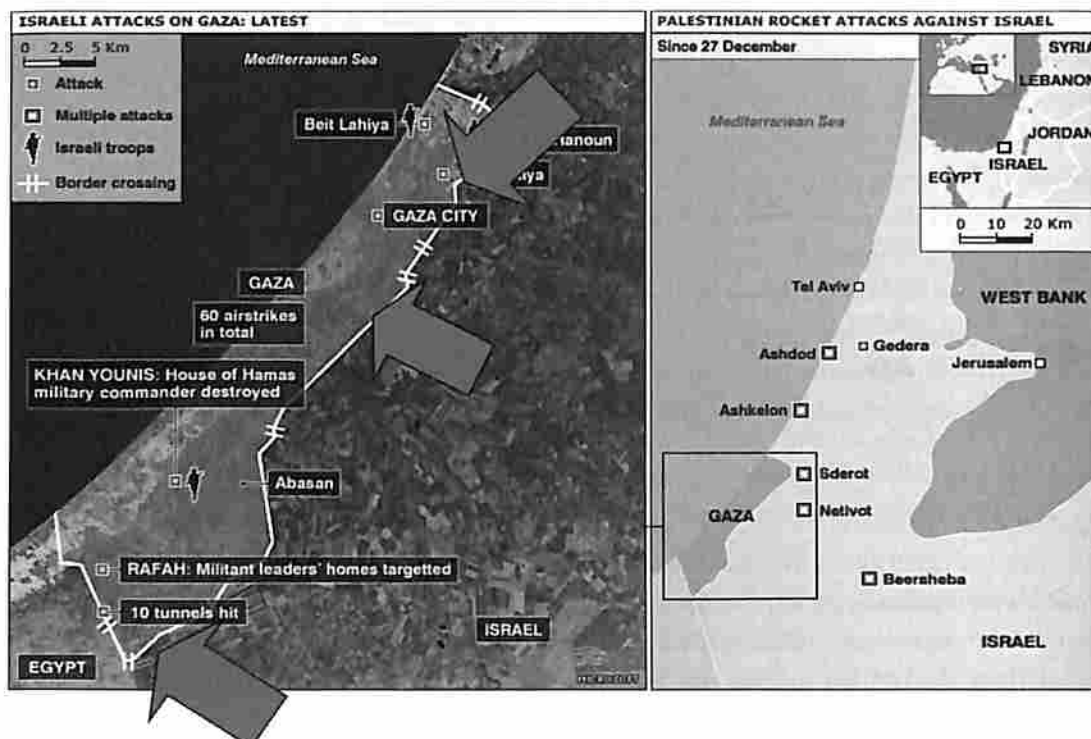 ISRAELI ATTACKS ON GAZA: LATEST
0 2.5 5 Km
Attack
Multiple attacks
Israeli troops
Border crossing
Mediterranean Sea
Beit Lahiya
GAZA CITY
GAZA
60 airstrikes
in total
KHAN YOUNIS: House of Hamas
military commander destroyed
Abasan
RAFAH: Militant leaders' homes targetted
10 tunnels hit
EGYPT
ISRAEL
MICROSOFT
PALESTINIAN ROCKET ATTACKS AGAINST ISRAEL
Since 27 December
SYRIA
LEBANON
JORDAN
ISRAEL
EGYPT
0 10 20 Km
Mediterranean Sea
Tel Aviv
WEST BANK
Gedera
Ashdod
Jerusalem
Ashkelon
Sderot
GAZA
Netivot
Beersheba
ISRAEL